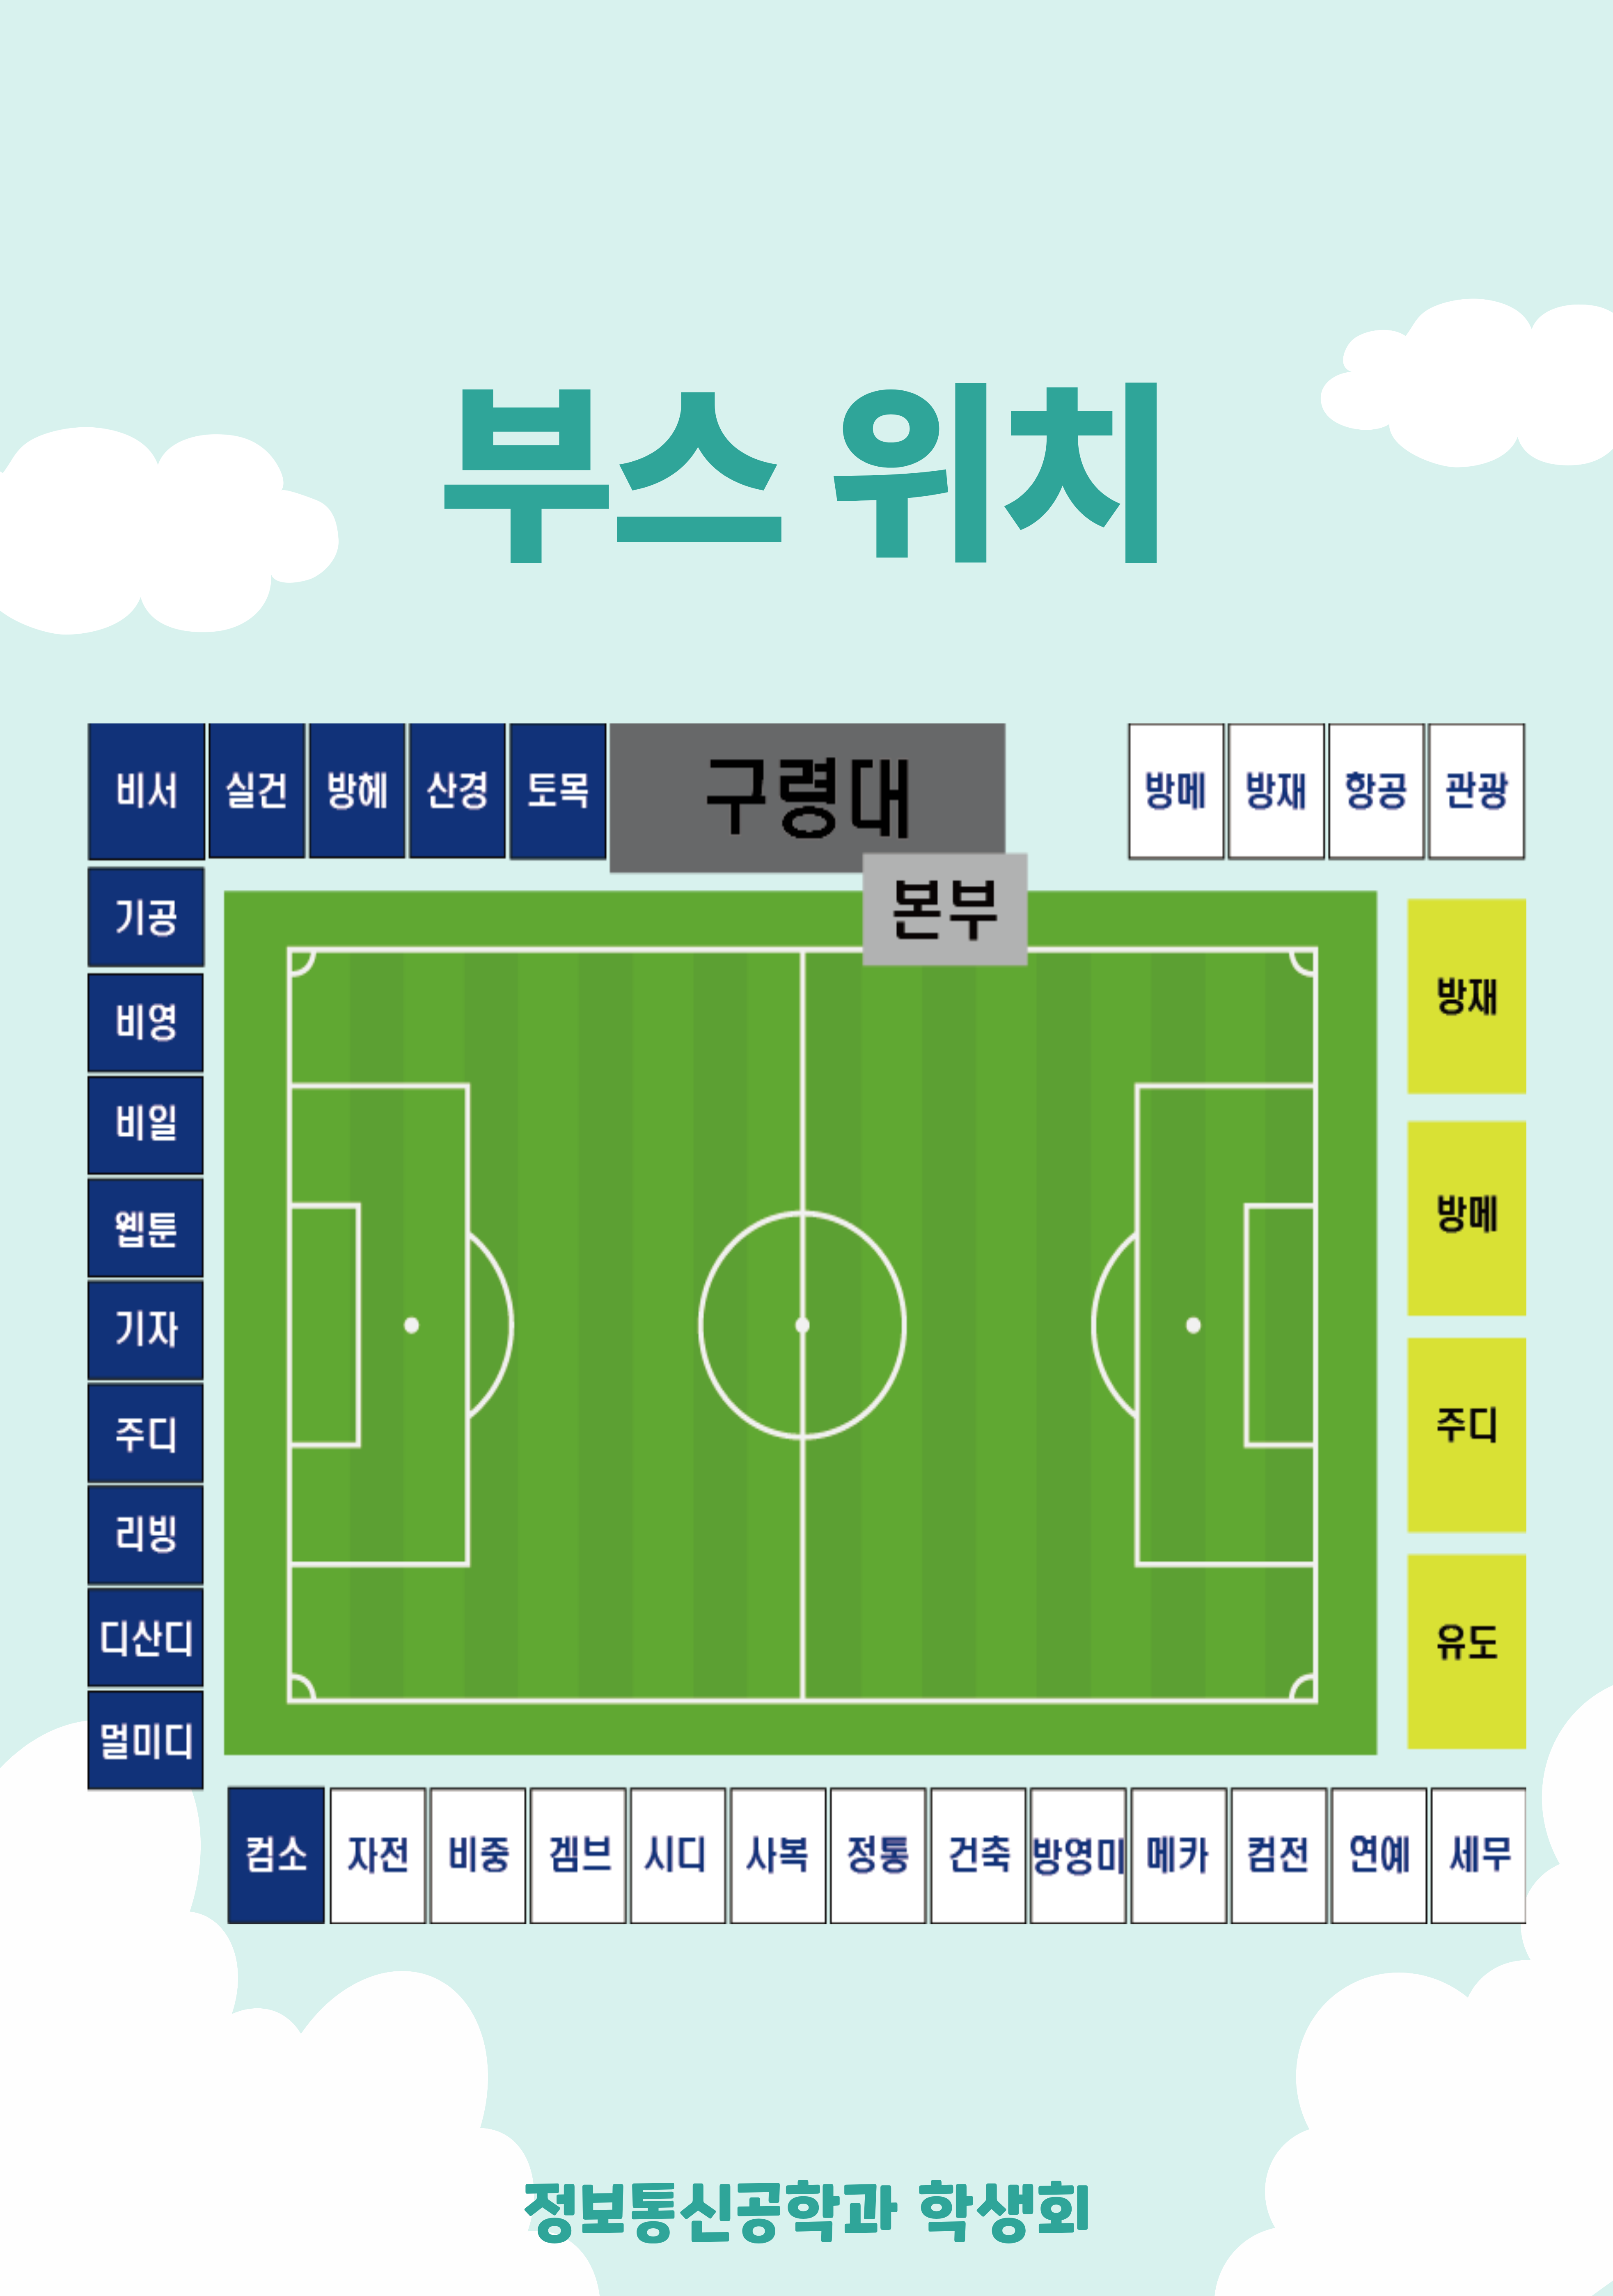 부스 위치
비서 실건 방헤 산경 토목 구령대 방메 방재 항공 관광
본부
기공
비영
비일
웹툰
기자
주디
리빙
디산디
멀미디
방재
방메
주디
유도
컴소 자전 비중 겜브 시디 사복 정통 건축 방영미 메카 컴전 연예 세무
정보통신공학과 학생회